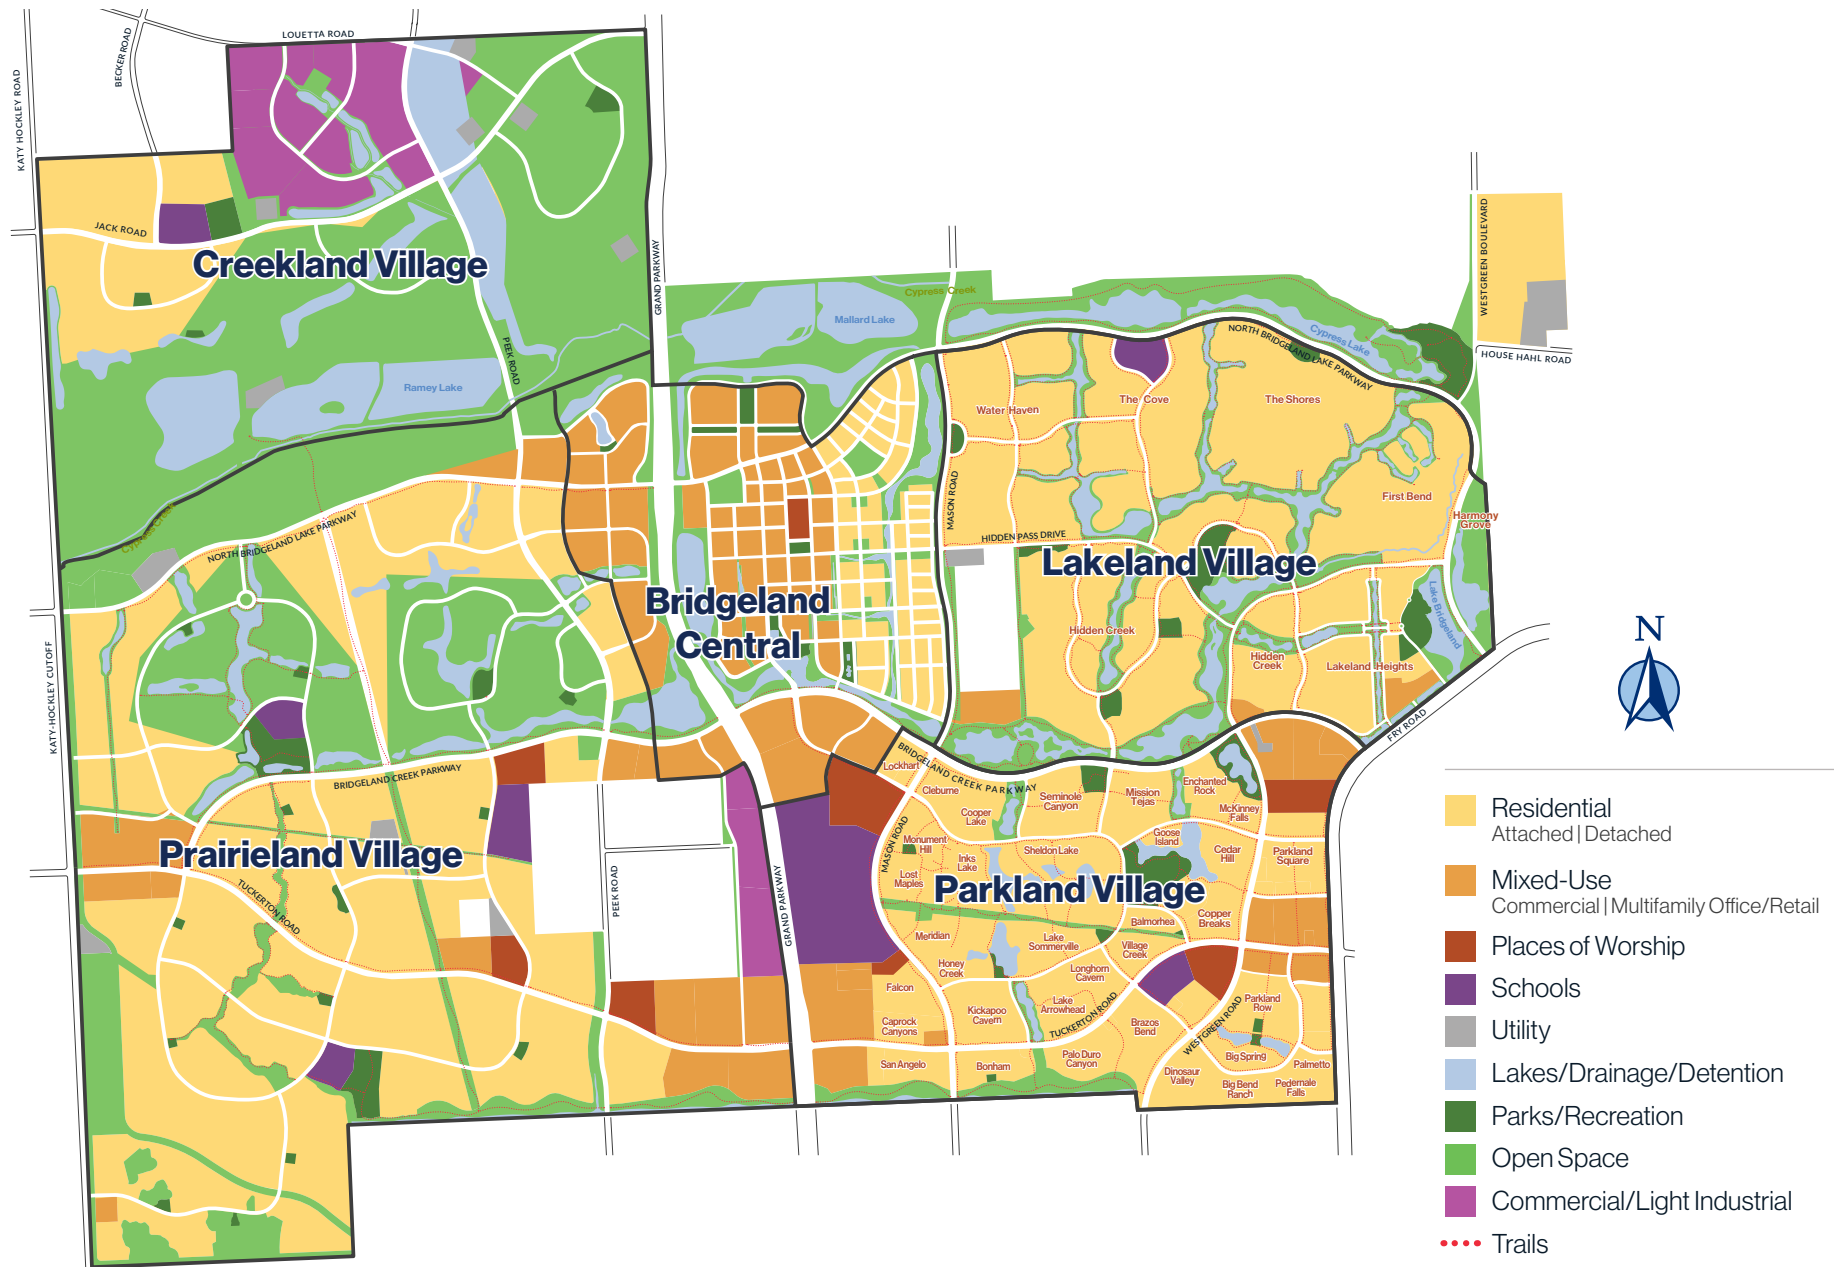 LOUETTA ROAD
BECKER ROAD
KATY HOCKLEY ROAD
JACK ROAD
Creekland Village
GRAND PARKWAY
WESTGREEN BOULEVARD
Cypress Creek
Mallard Lake
NORTH BRIDGELAND LAKE PARKWAY
Cypress Lake
HOUSE HAHL ROAD
PEEK ROAD
Ramey Lake
Water Haven
The Cove
The Shores
MASON ROAD
First Bend
Harmony
Grove
Cypress Creek
NORTH BRIDGELAND LAKE PARKWAY
HIDDEN PASS DRIVE
Lakeland Village
Bridgeland
Central
Lake Bridgeland
Hidden Creek
Hidden
Creek
Lakeland Heights
KATY-HOCKLEY CUTOFF
FRY ROAD
N
BRIDGELAND CREEK PARKWAY
BRIDGELAND CREEK PARKWAY
Lockhart
Cleburne
Cooper
Lake
Seminole
Canyon
Mission
Tejas
Enchanted
Rock
McKinney
Falls
MASON ROAD
Monument
Hill
Inks
Lake
Sheldon Lake
Goose
Island
Cedar
Hill
Parkland
Square
Lost
Maples
Prairieland Village
Parkland Village
TUCKERTON ROAD
PEEK ROAD
GRAND PARKWAY
Meridian
Lake
Sommerville
Balmorhea
Copper
Breaks
Village
Creek
Honey
Creek
Longhorn
Cavern
Falcon
Lake
Arrowhead
Kickapoo
Cavern
Caprock
Canyons
TUCKERTON ROAD
Brazos
Bend
WESTGREEN ROAD
Parkland
Row
San Angelo
Bonham
Palo Duro
Canyon
Big Spring
Palmetto
Dinosaur
Valley
Big Bend
Ranch
Pedernale
Falls
Residential
Attached | Detached
Mixed-Use
Commercial | Multifamily Office/Retail
Places of Worship
Schools
Utility
Lakes/Drainage/Detention
Parks/Recreation
Open Space
Commercial/Light Industrial
Trails